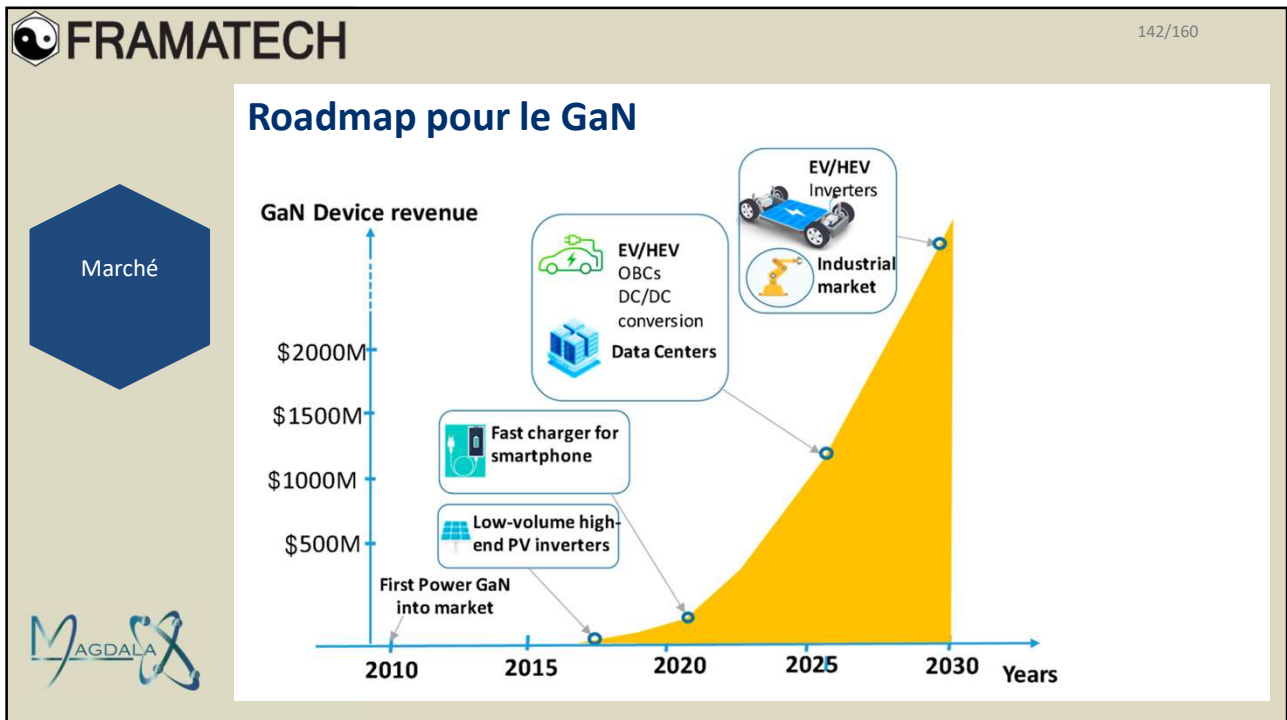 FRAMATECH
142/160
Roadmap pour le GaN
Marché
GaN Device revenue
EV/HEV
Inverters
Industrial
market
EV/HEV
OBCs
DC/DC
conversion
Data Centers
$2000M
$1500M
$1000M
$500M
Fast charger for
smartphone
Low-volume high-
end PV inverters
First Power GaN
into market
2010
2015
2020
2025
2030
Years
MAGDALA